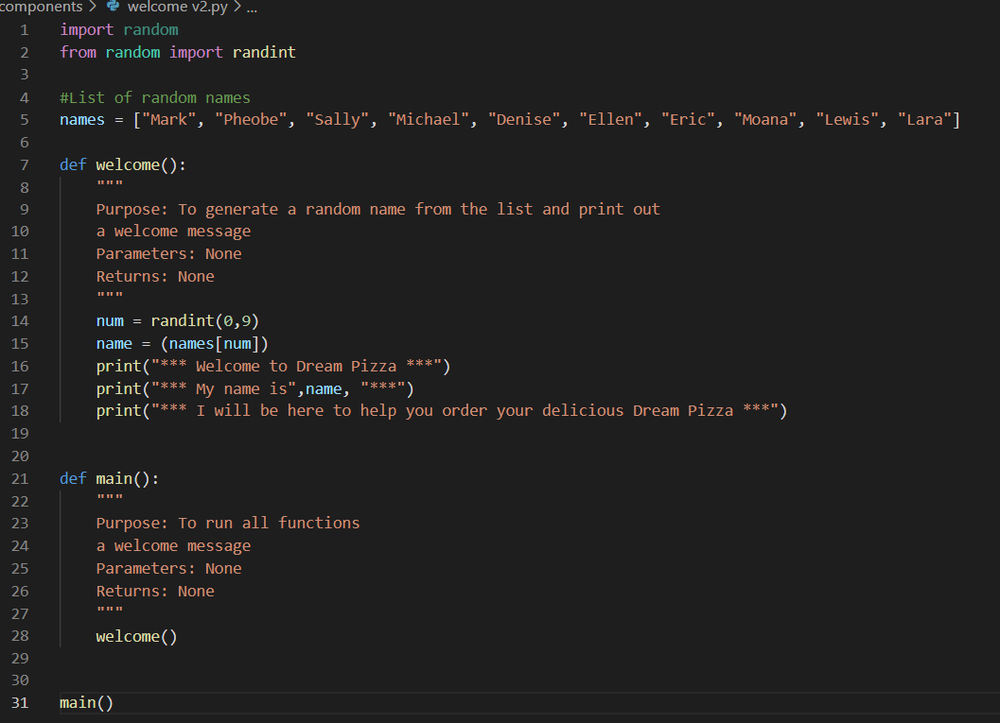 components > welcome v2.py > ...
1 import random
2 from random import randint
3
4 #List of random names
5 names = ["Mark", "Pheobe", "Sally", "Michael", "Denise", "Ellen", "Eric", "Moana", "Lewis", "Lara"]
6
7 def welcome():
8     """
9     Purpose: To generate a random name from the list and print out
10     a welcome message
11     Parameters: None
12     Returns: None
13     """
14     num = randint(0,9)
15     name = (names[num])
16     print("*** Welcome to Dream Pizza ***")
17     print("*** My name is",name, "***")
18     print("*** I will be here to help you order your delicious Dream Pizza ***")
19
20
21 def main():
22     """
23     Purpose: To run all functions
24     a welcome message
25     Parameters: None
26     Returns: None
27     """
28     welcome()
29
30
31 main()